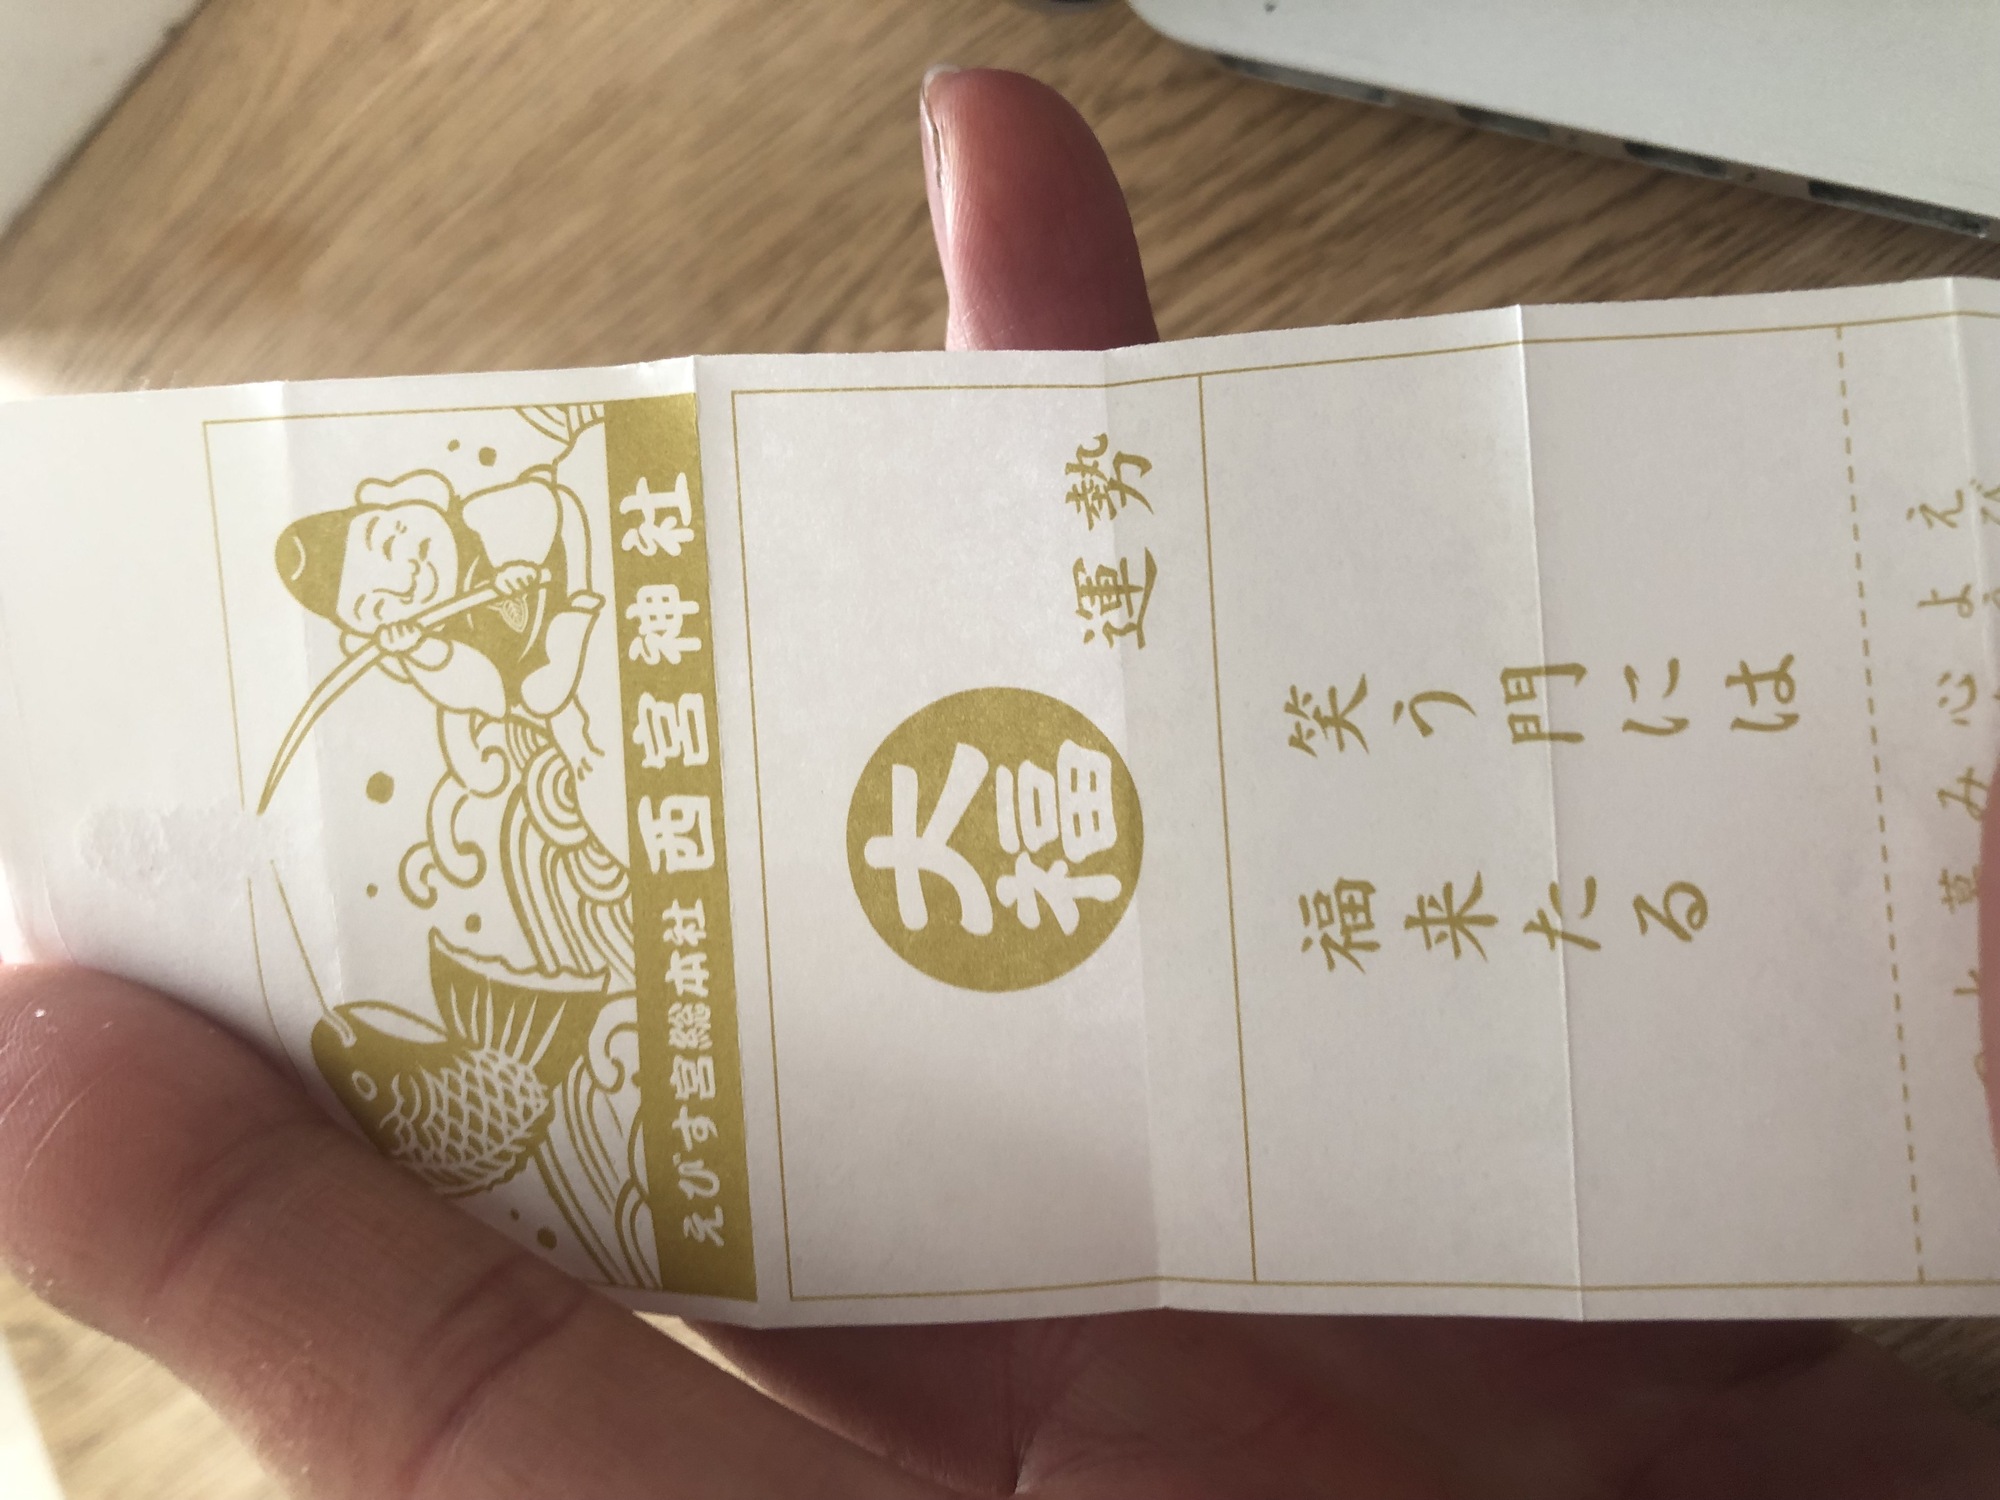 えびす宮総本社 西宮神社
運勢
大福
笑う門には
福来たる